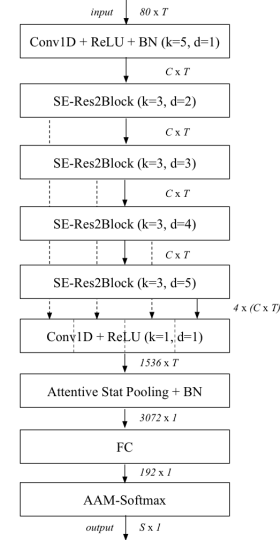 input 80 x T
Conv1D + ReLU + BN (k=5, d=1)
C x T
SE-Res2Block (k=3, d=2)
C x T
SE-Res2Block (k=3, d=3)
C x T
SE-Res2Block (k=3, d=4)
C x T
SE-Res2Block (k=3, d=5)
4 x (C x T)
Conv1D + ReLU (k=1, d=1)
1536 x T
Attentive Stat Pooling + BN
3072 x 1
FC
192 x 1
AAM-Softmax
output S x 1